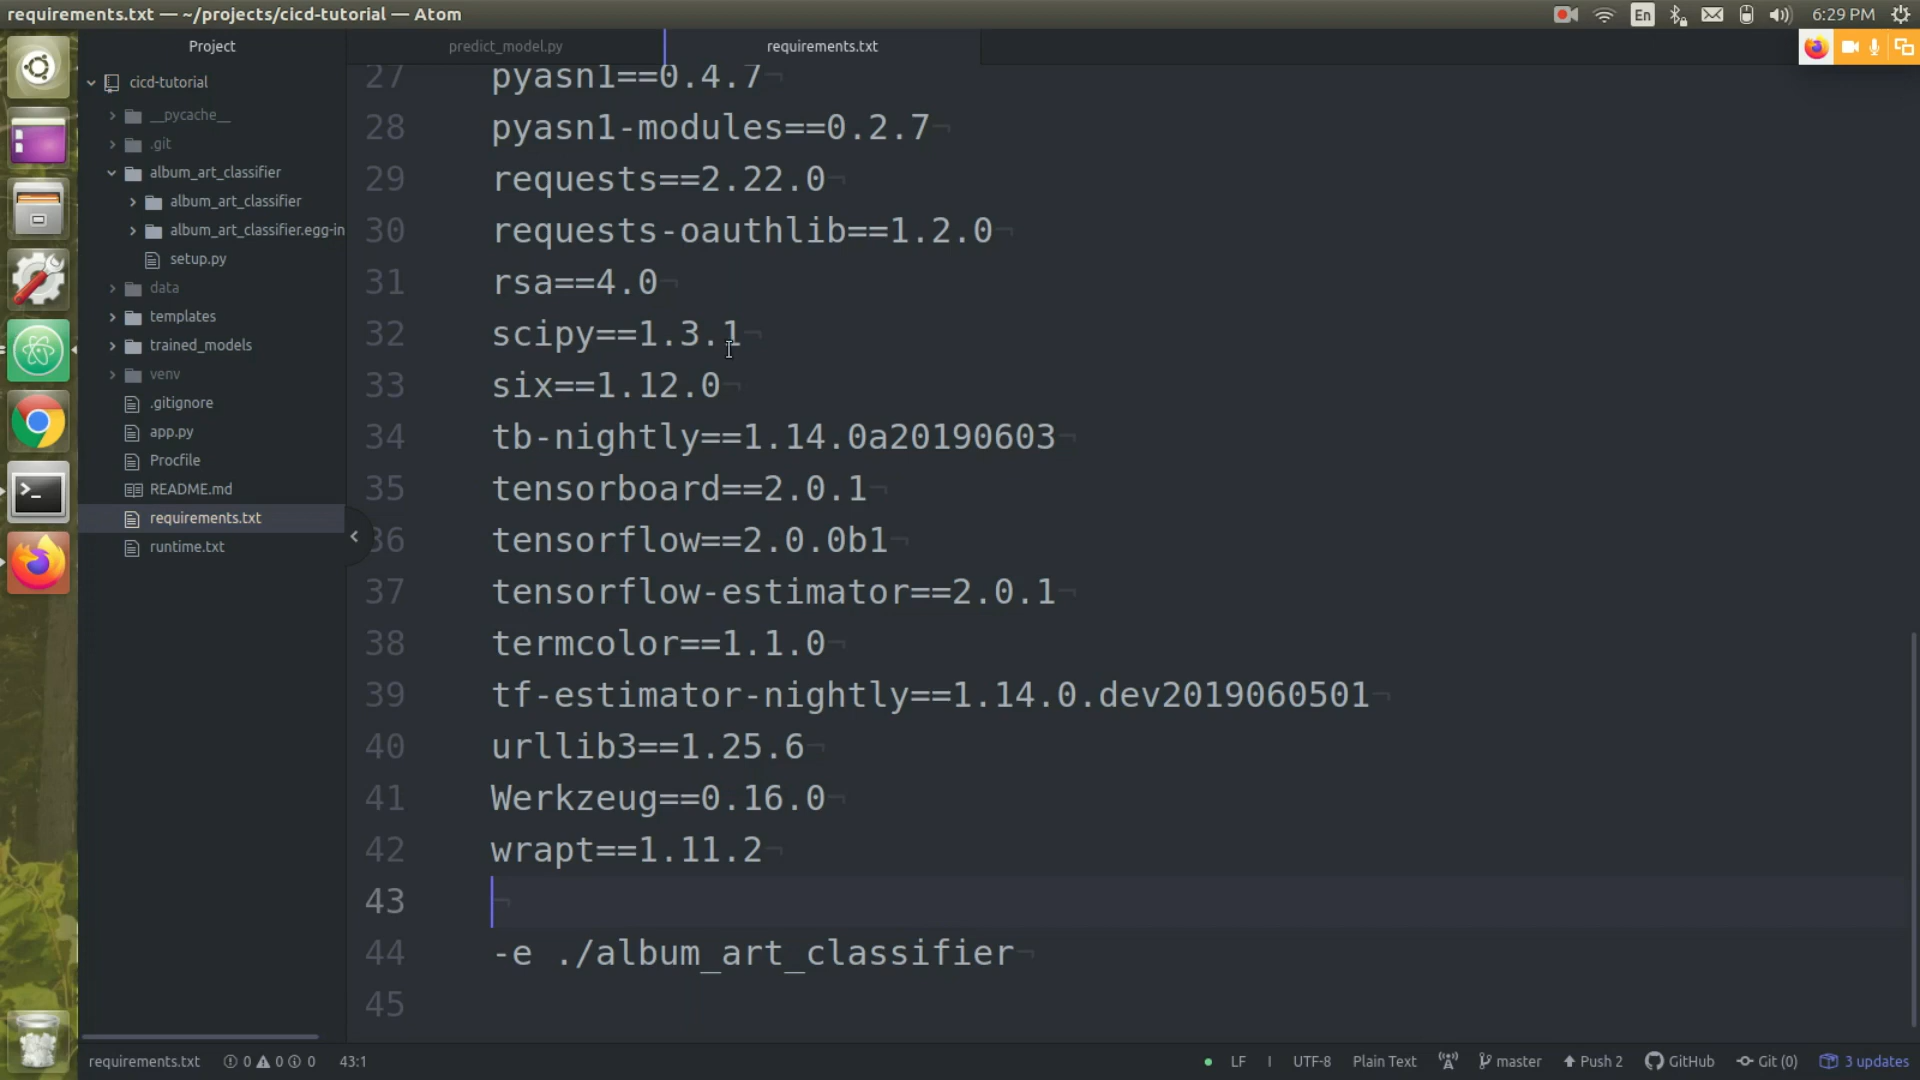 requirements.txt — ~/projects/cicd-tutorial — Atom
En
6:29 PM
Project
predict_model.py
requirements.txt
cicd-tutorial
__pycache__
.git
album_art_classifier
album_art_classifier
album_art_classifier.egg-in
setup.py
data
templates
trained_models
venv
.gitignore
app.py
Procfile
README.md
requirements.txt
runtime.txt
27 pyasn1==0.4.7
28 pyasn1-modules==0.2.7
29 requests==2.22.0
30 requests-oauthlib==1.2.0
31 rsa==4.0
32 scipy==1.3.1
33 six==1.12.0
34 tb-nightly==1.14.0a20190603
35 tensorboard==2.0.1
36 tensorflow==2.0.0b1
37 tensorflow-estimator==2.0.1
38 termcolor==1.1.0
39 tf-estimator-nightly==1.14.0.dev2019060501
40 urllib3==1.25.6
41 Werkzeug==0.16.0
42 wrapt==1.11.2
43
44 -e ./album_art_classifier
45
requirements.txt 0 0 0 43:1 LF UTF-8 Plain Text master Push 2 GitHub Git (0) 3 updates